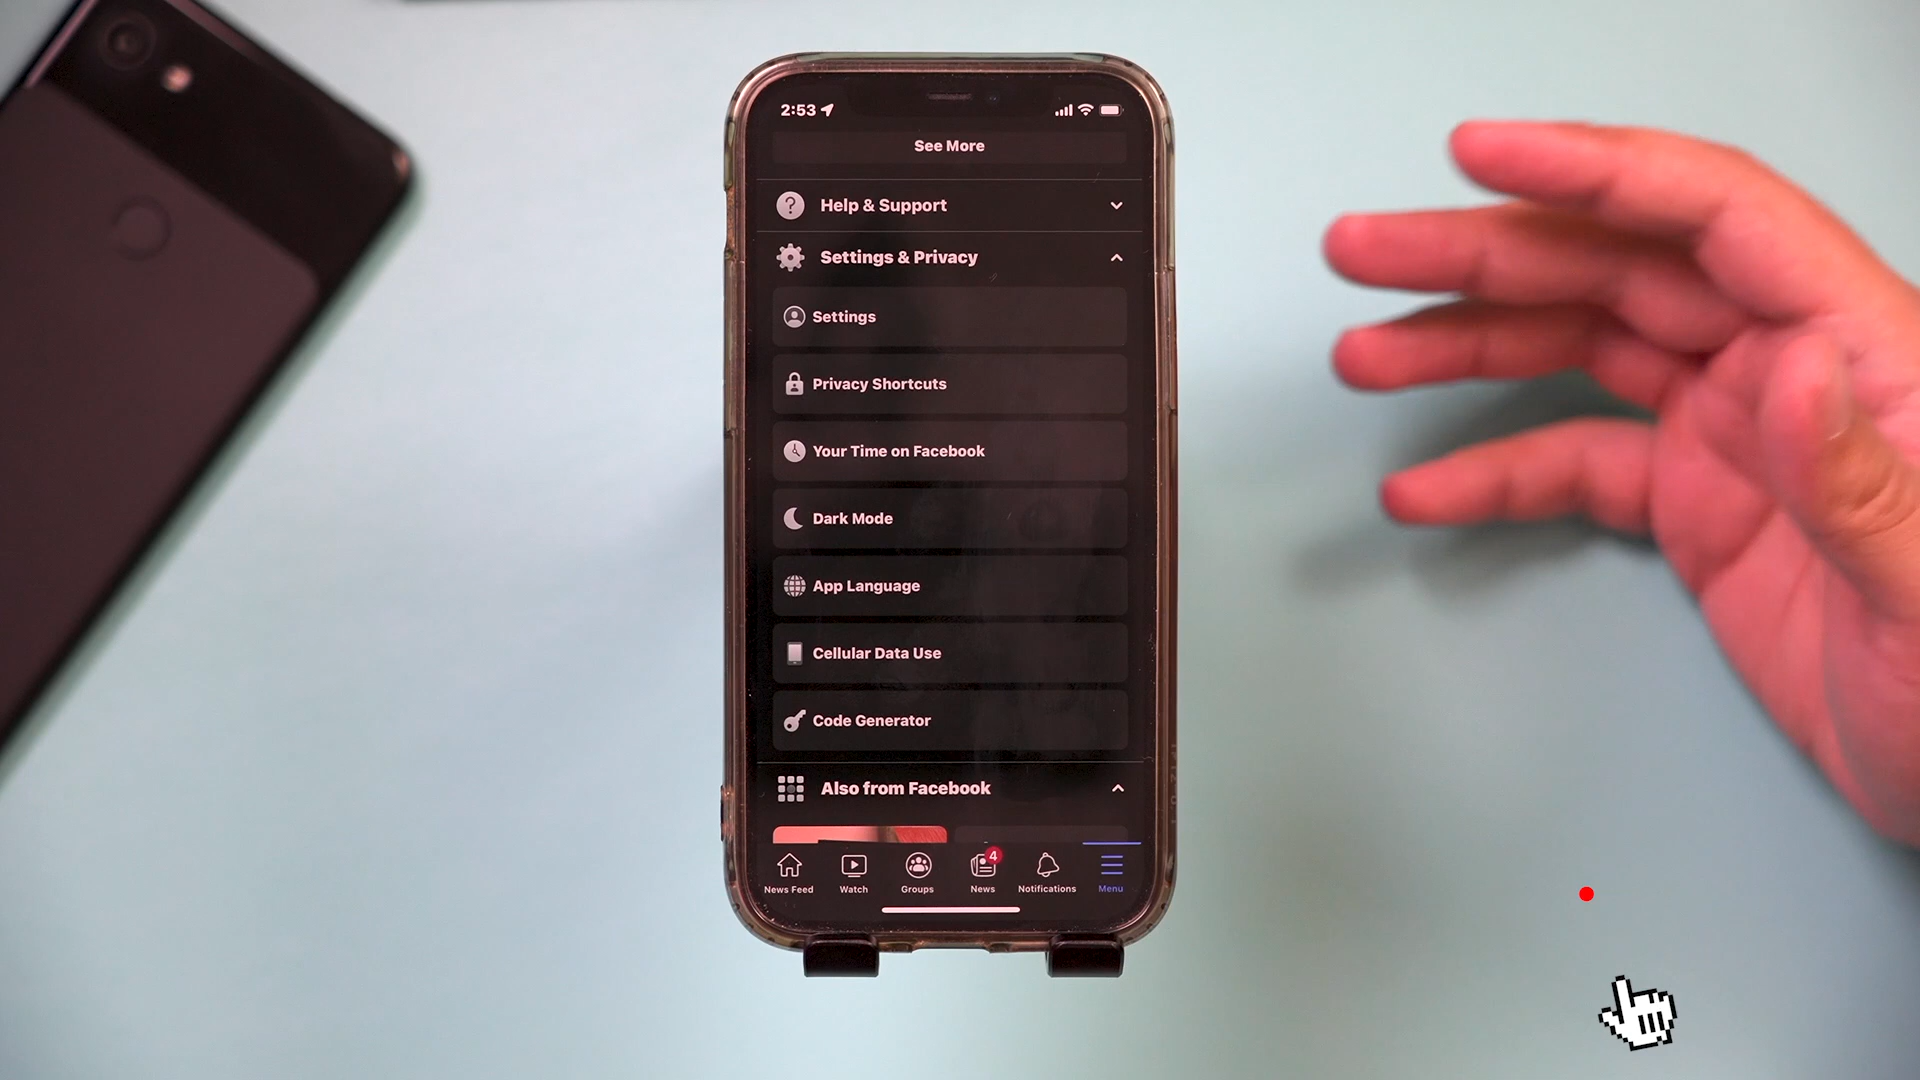 2:53
See More
Help & Support
Settings & Privacy
Settings
Privacy Shortcuts
Your Time on Facebook
Dark Mode
App Language
Cellular Data Use
Code Generator
Also from Facebook
4
News Feed
Watch
Groups
News
Notifications
Menu